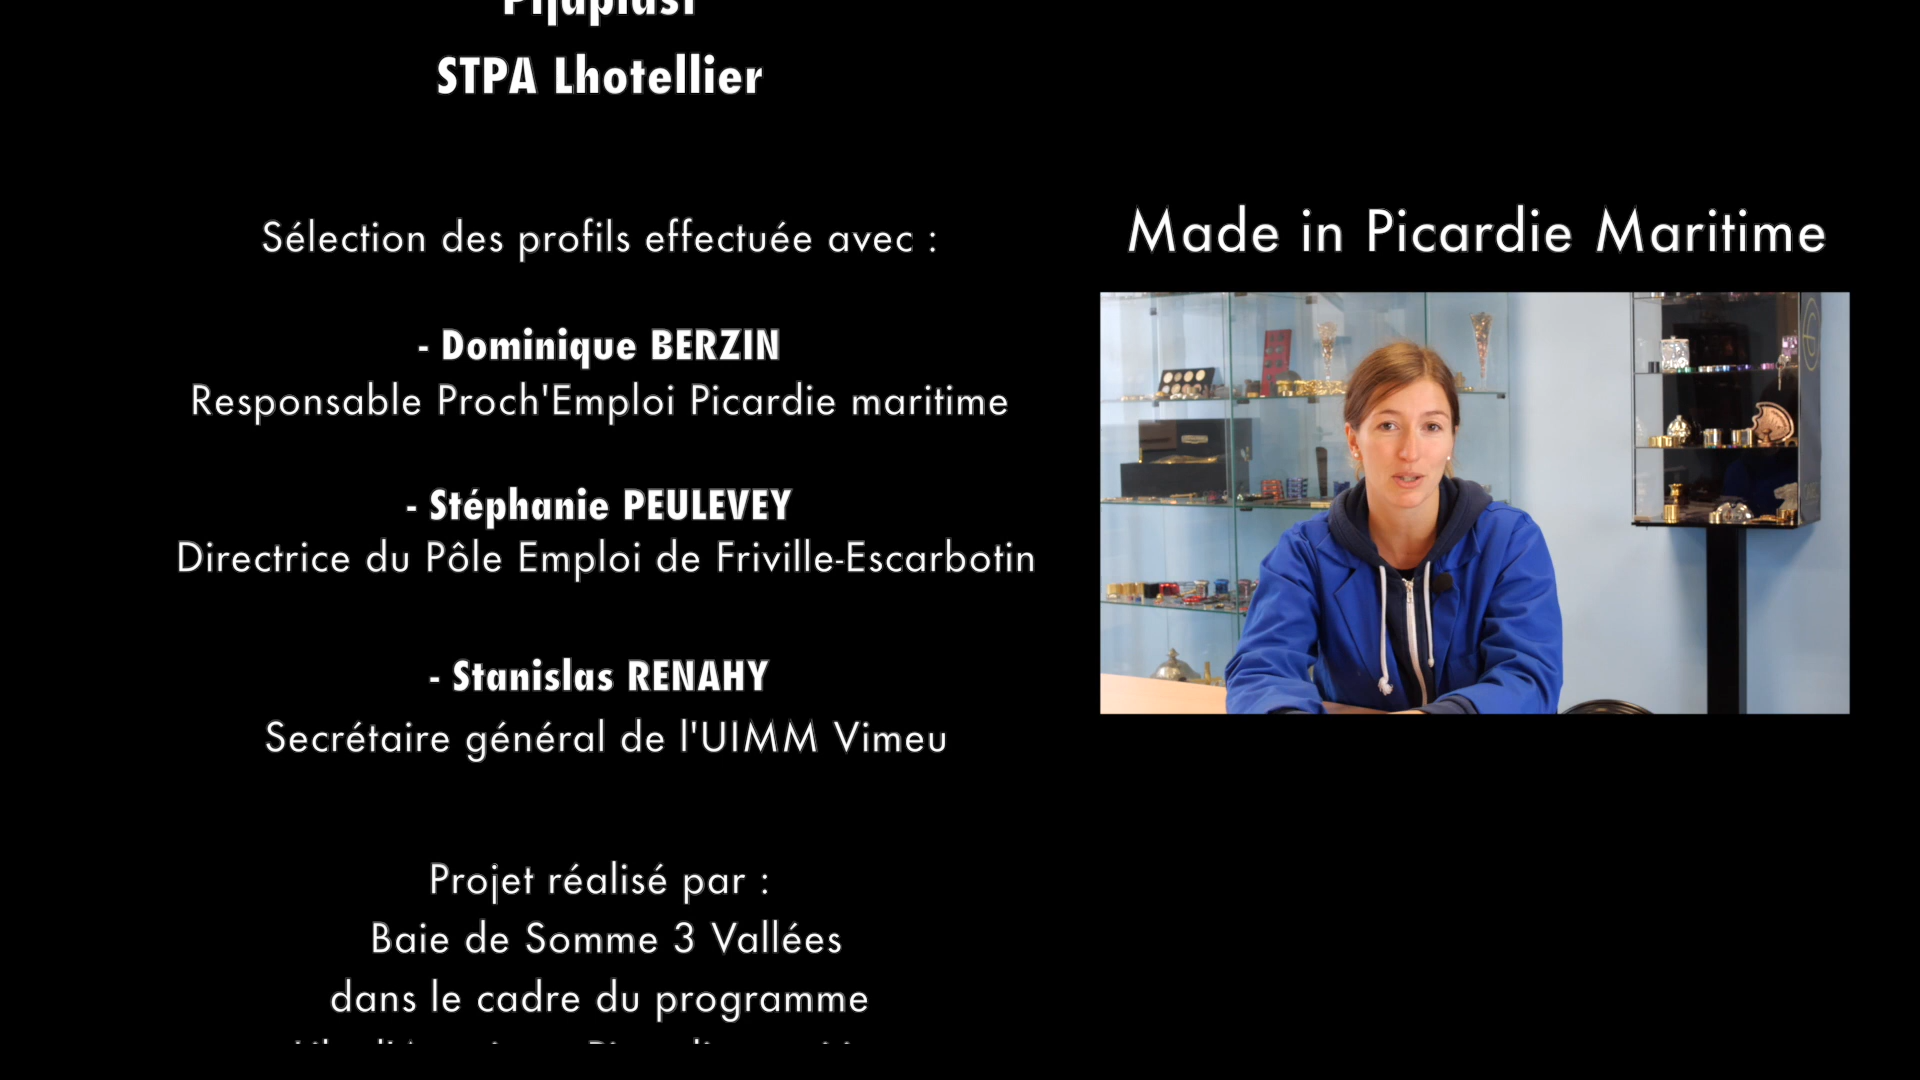 STPA Lhotellier
Sélection des profils effectuée avec :
- Dominique BERZIN
Responsable Proch'Emploi Picardie maritime
- Stéphanie PEULEVEY
Directrice du Pôle Emploi de Friville-Escarbotin
- Stanislas RENAHY
Secrétaire général de l'UIMM Vimeu
Projet réalisé par :
Baie de Somme 3 Vallées
dans le cadre du programme
Made in Picardie Maritime